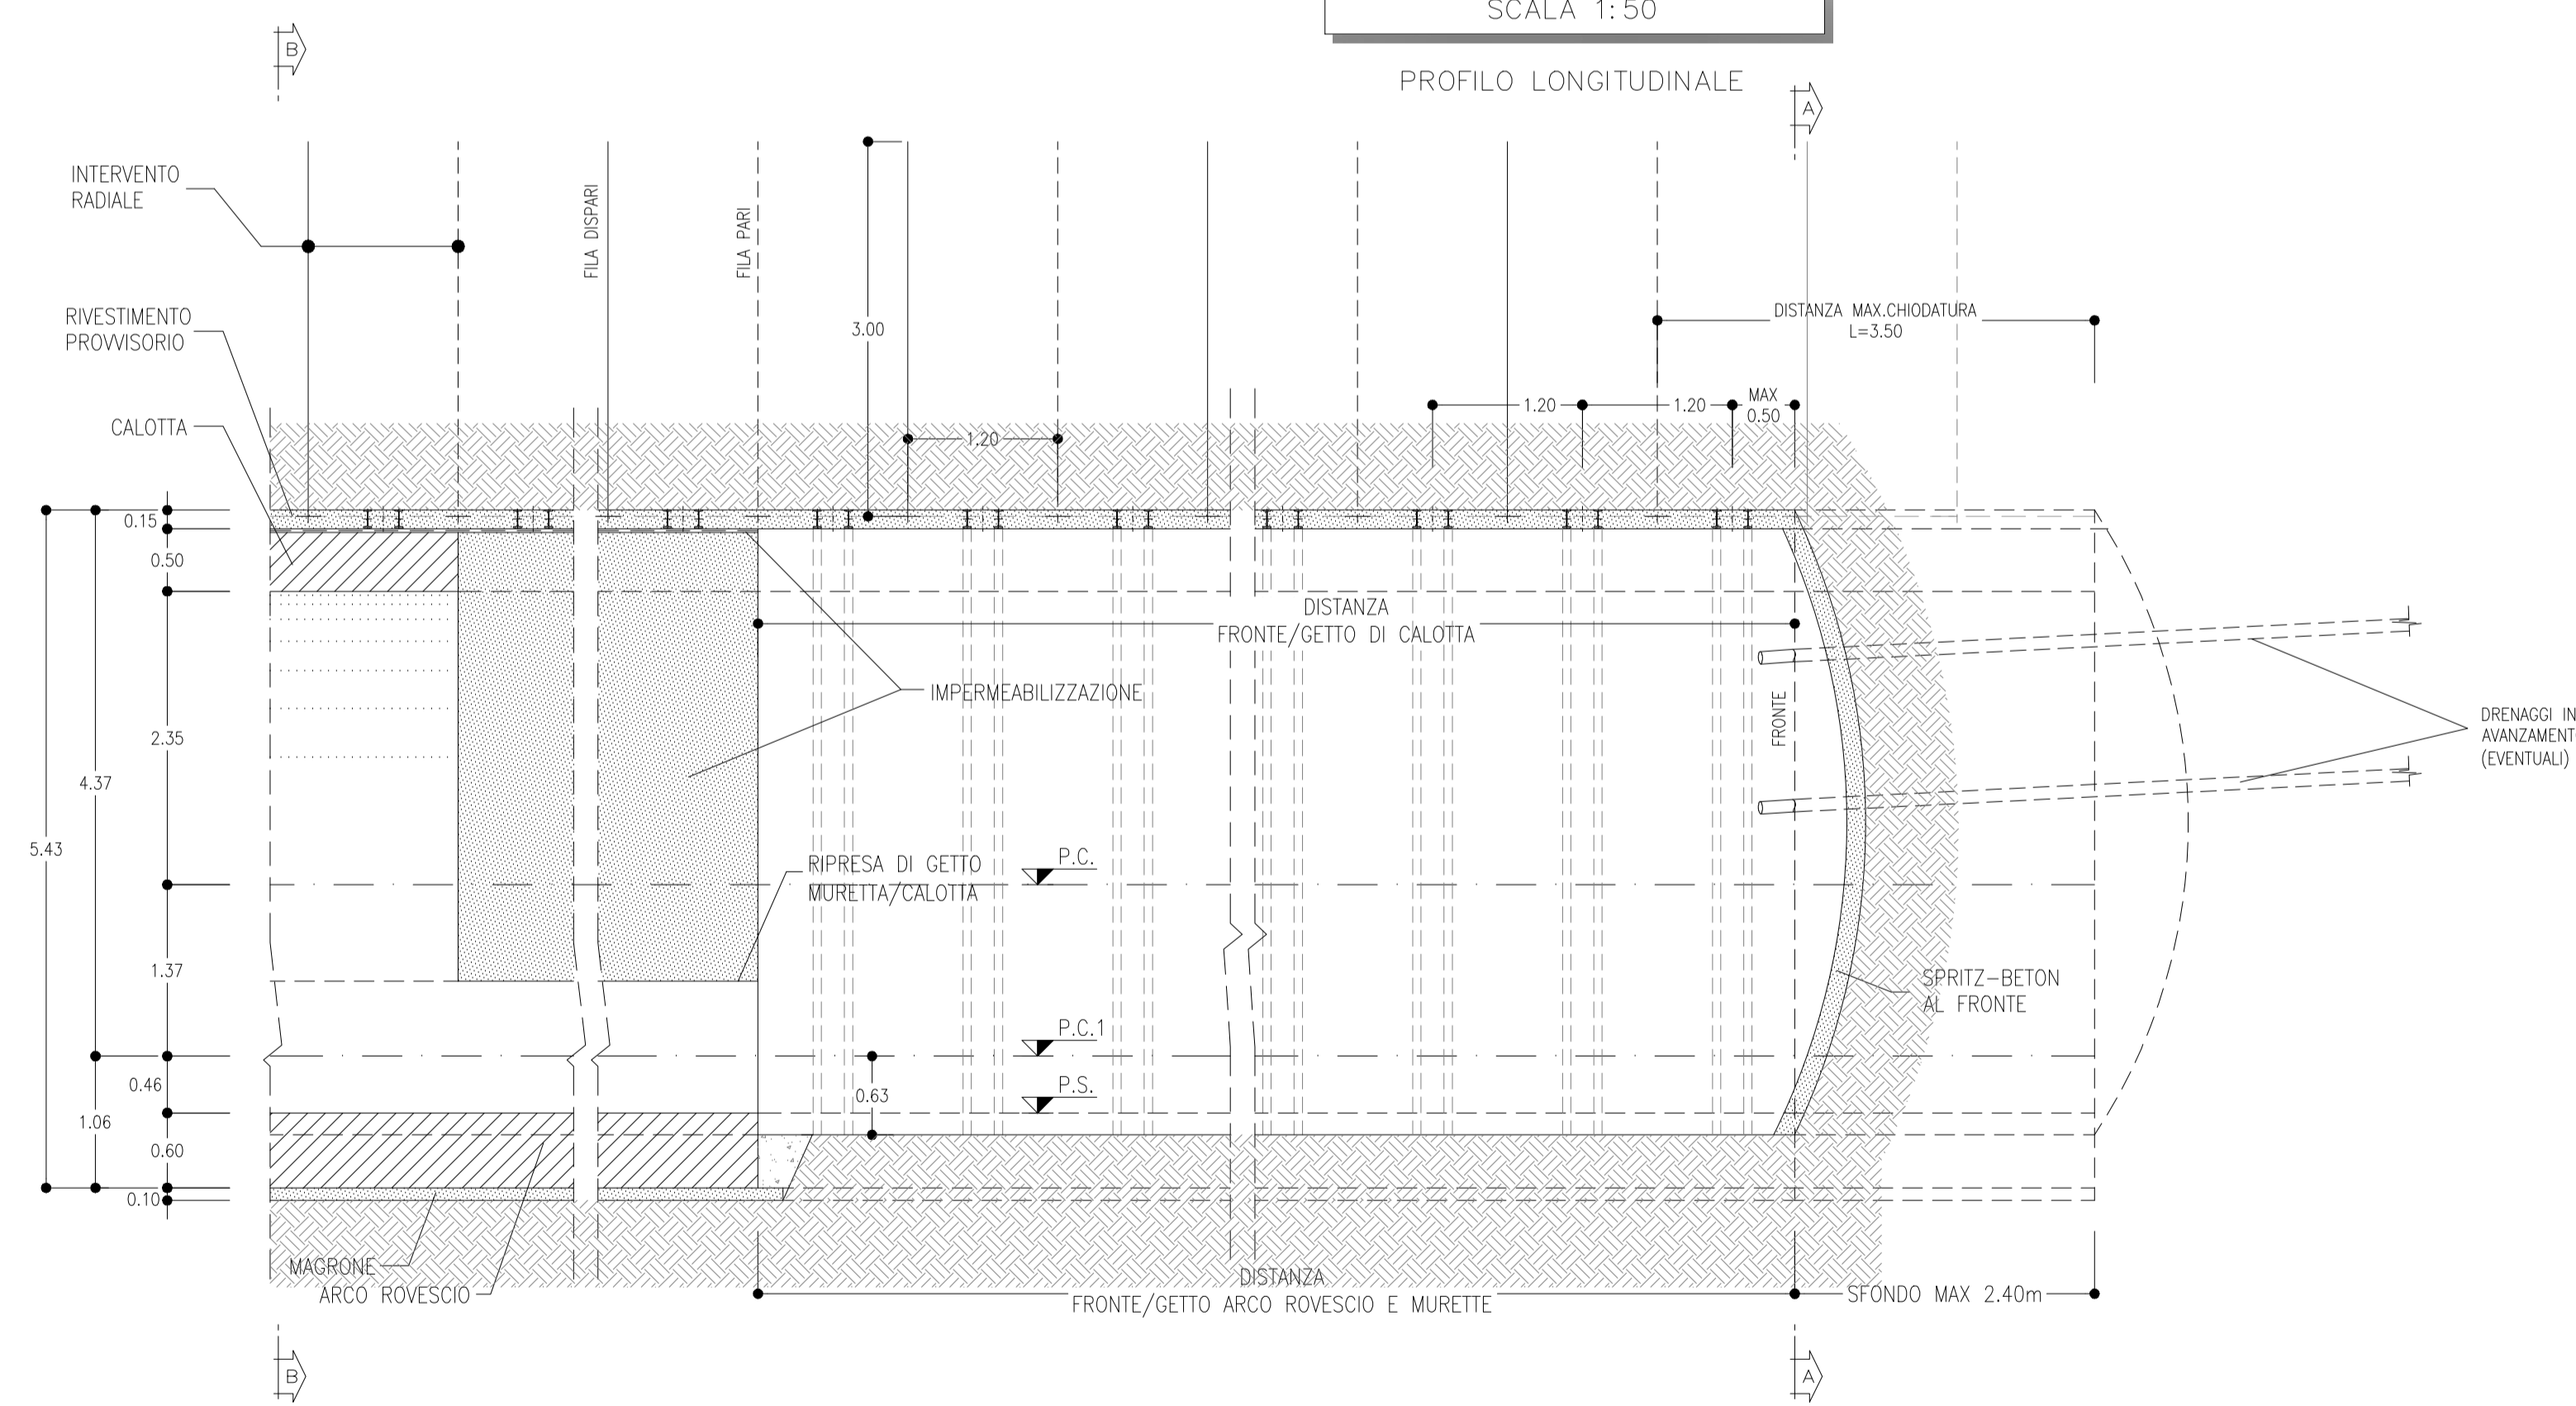 SCALA 1:50
PROFILO LONGITUDINALE
B
A
INTERVENTO
RADIALE
FILA DISPARI
FILA PARI
RIVESTIMENTO
PROVVISORIO
3.00
DISTANZA MAX.CHIODATURA
L=3.50
CALOTTA
1.20
1.20
1.20
MAX
0.50
0.15
0.50
DISTANZA
FRONTE/GETTO DI CALOTTA
IMPERMEABILIZZAZIONE
FRONTE
DRENAGGI IN
AVANZAMENT
(EVENTUALI)
2.35
4.37
5.43
RIPRESA DI GETTO
MURETTA/CALOTTA
P.C.
1.37
SPRITZ-BETON
AL FRONTE
P.C.1
0.46
P.S.
0.63
1.06
0.60
0.10
MAGRONE
ARCO ROVESCIO
DISTANZA
FRONTE/GETTO ARCO ROVESCIO E MURETTE
SFONDO MAX 2.40m
B
A